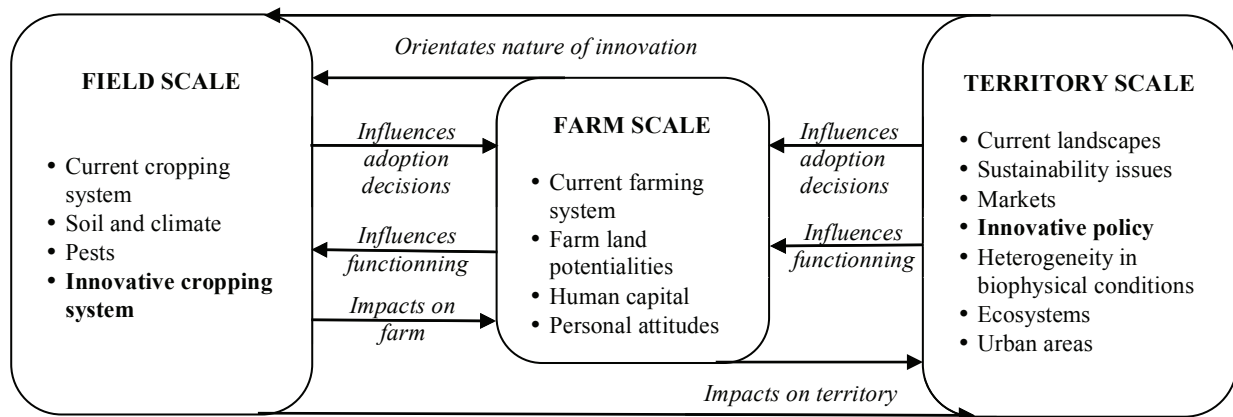 Orientates nature of innovation
FIELD SCALE
• Current cropping
system
• Soil and climate
• Pests
• Innovative cropping
system
Influences
adoption
decisions
Influences
functionning
Impacts on
farm
FARM SCALE
• Current farming
system
• Farm land
potentialities
• Human capital
• Personal attitudes
Influences
adoption
decisions
Influences
functionning
TERRITORY SCALE
• Current landscapes
• Sustainability issues
• Markets
• Innovative policy
• Heterogeneity in
biophysical conditions
• Ecosystems
• Urban areas
Impacts on territory